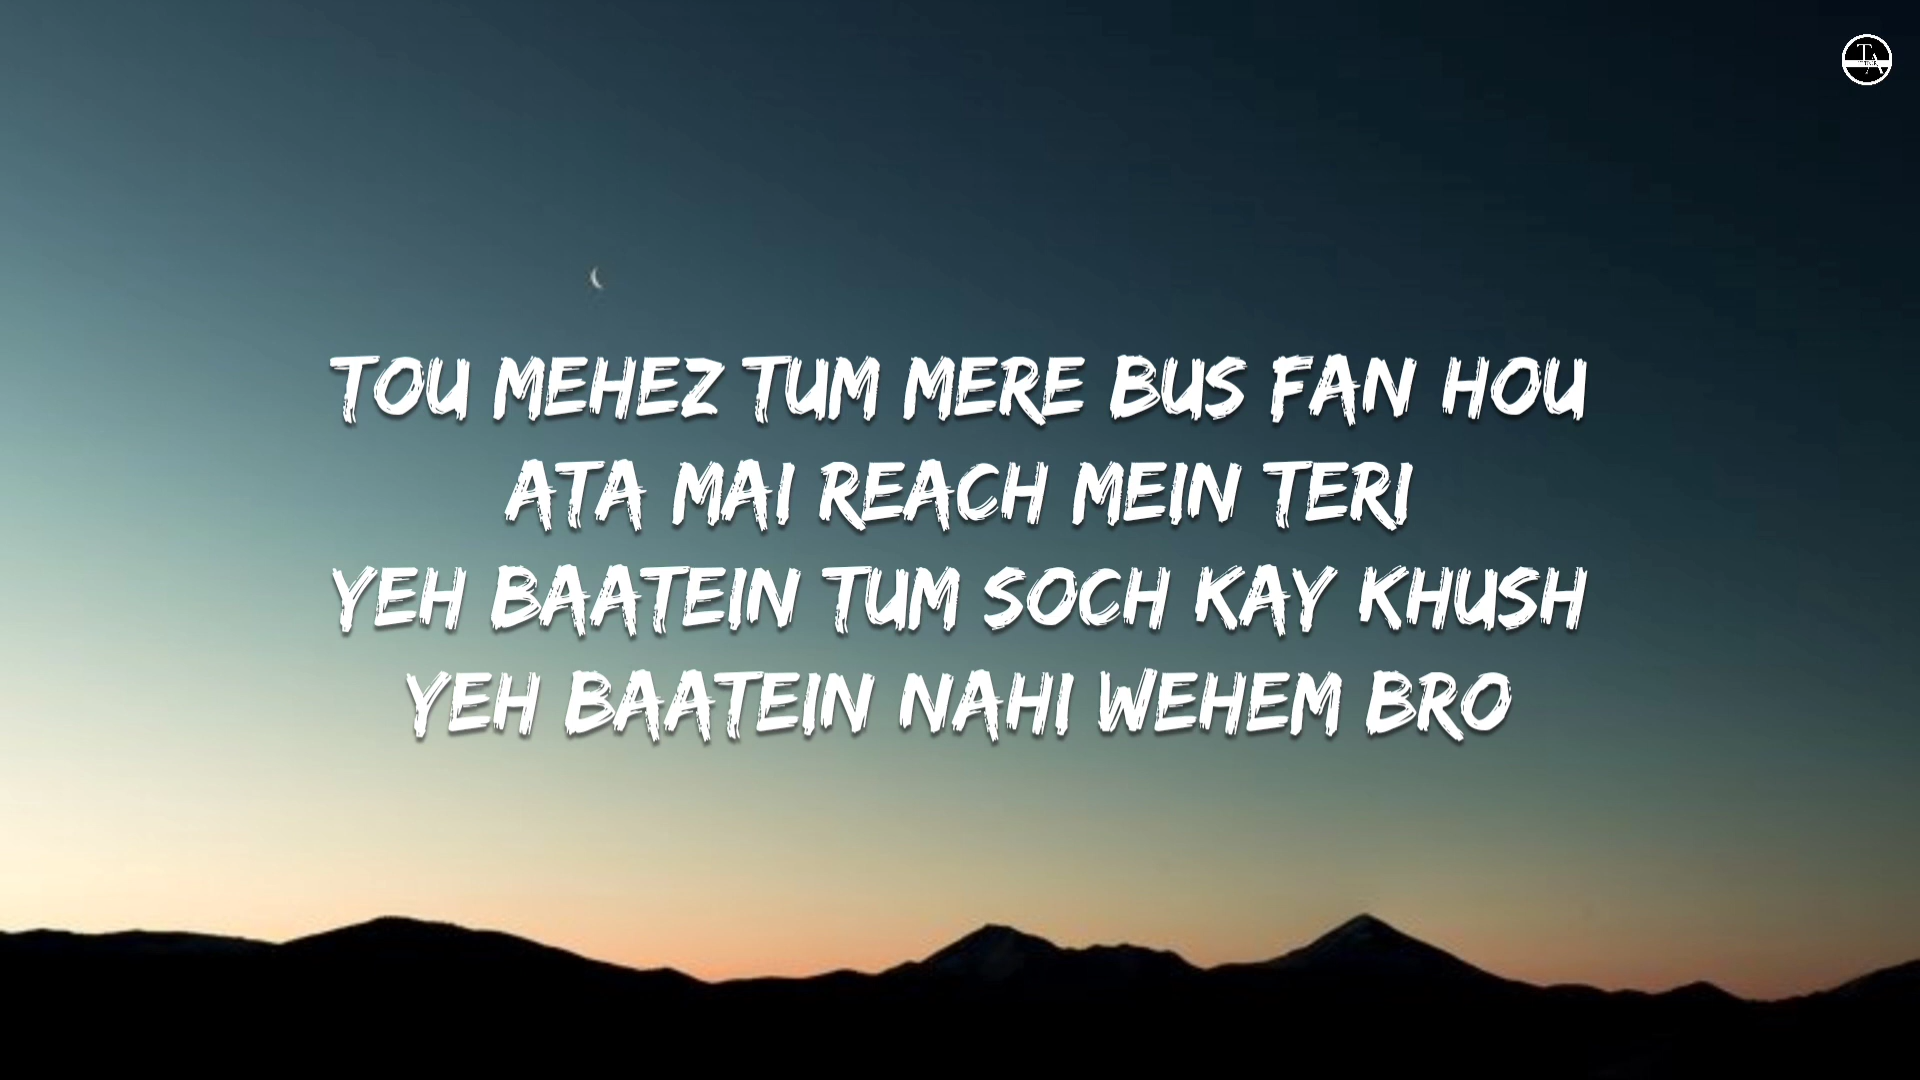 TOU MEHEZ TUM MERE BUS FAN HOU
ATA MAI REACH MEIN TERI
YEH BAATEIN TUM SOCH KAY KHUSH
YEH BAATEIN NAHI WEHEM BRO
TA